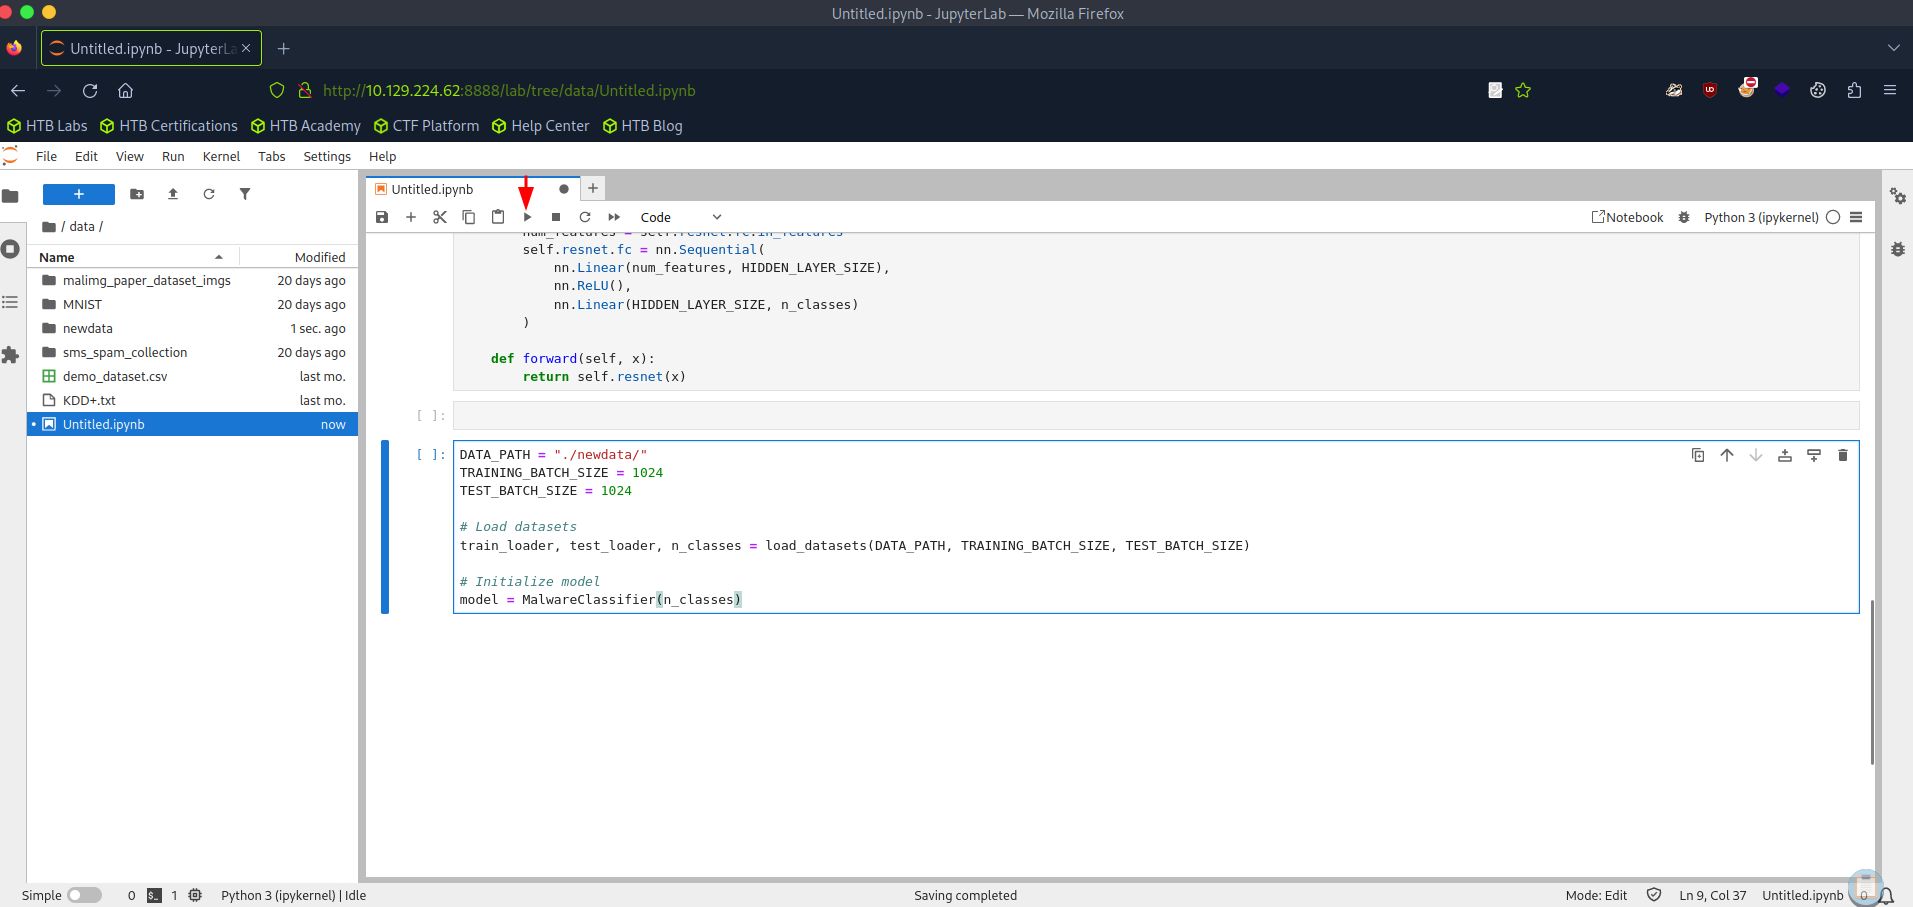 Untitled.ipynb - JupyterLab — Mozilla Firefox
Untitled.ipynb - JupyterLa
http://10.129.224.62:8888/lab/tree/data/Untitled.ipynb
HTB Labs HTB Certifications HTB Academy CTF Platform Help Center HTB Blog
File Edit View Run Kernel Tabs Settings Help
/ data /
Name Modified
malimg_paper_dataset_imgs 20 days ago
MNIST 20 days ago
newdata 1 sec. ago
sms_spam_collection 20 days ago
demo_dataset.csv last mo.
KDD+.txt last mo.
Untitled.ipynb now
Untitled.ipynb
Code
Notebook Python 3 (ipykernel)
num_features = self.resnet.fc.in_features
self.resnet.fc = nn.Sequential(
nn.Linear(num_features, HIDDEN_LAYER_SIZE),
nn.ReLU(),
nn.Linear(HIDDEN_LAYER_SIZE, n_classes)
)
def forward(self, x):
return self.resnet(x)
[ ]:
[ ]:
DATA_PATH = "./newdata/"
TRAINING_BATCH_SIZE = 1024
TEST_BATCH_SIZE = 1024
# Load datasets
train_loader, test_loader, n_classes = load_datasets(DATA_PATH, TRAINING_BATCH_SIZE, TEST_BATCH_SIZE)
# Initialize model
model = MalwareClassifier(n_classes)
Simple 0 $_ 1 Python 3 (ipykernel) | Idle Saving completed Mode: Edit Ln 9, Col 37 Untitled.ipynb 0